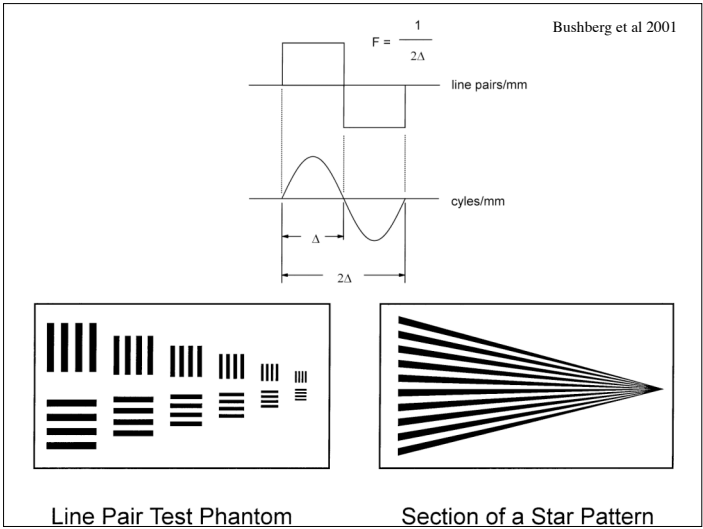 Bushberg et al 2001
F = 1
2Δ
line pairs/mm
cyles/mm
Δ
2Δ
Line Pair Test Phantom
Section of a Star Pattern